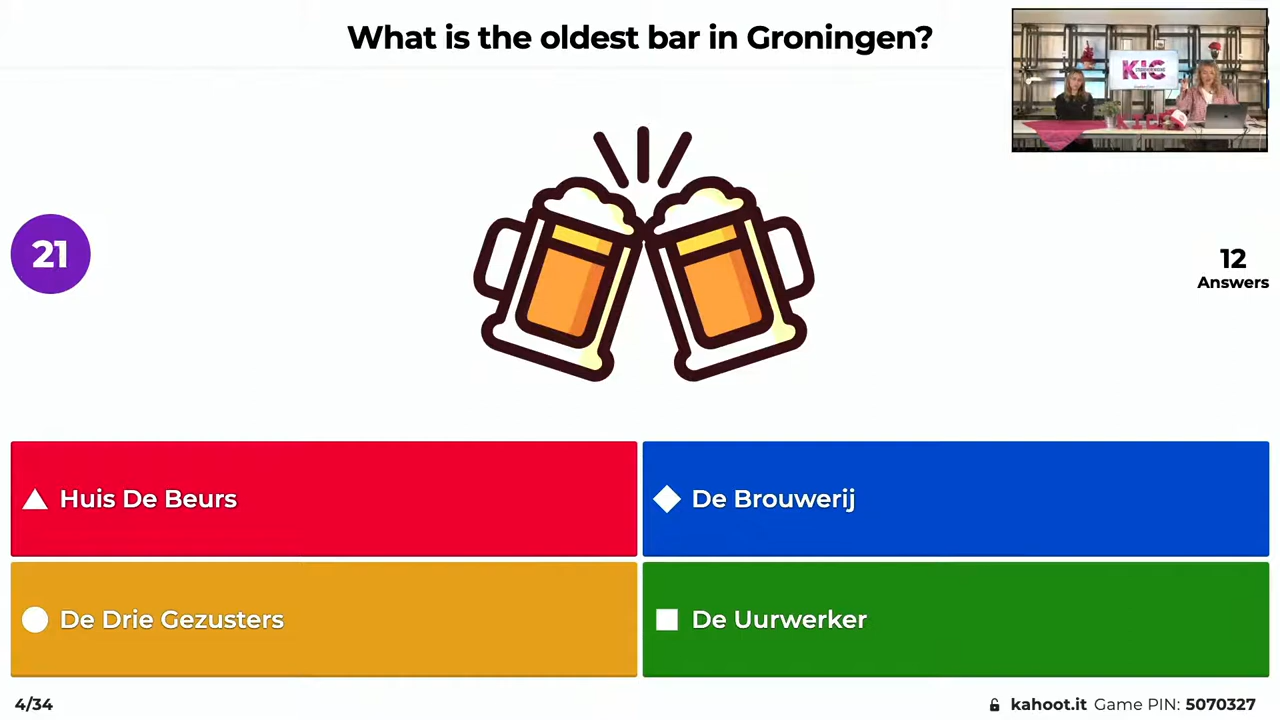 What is the oldest bar in Groningen?
KIC
21
12
Answers
Huis De Beurs
De Brouwerij
De Drie Gezusters
De Uurwerker
4/34
kahoot.it Game PIN: 5070327